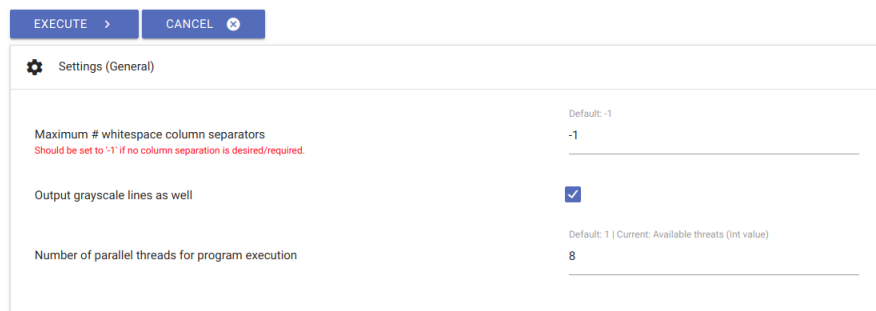 EXECUTE
CANCEL
Settings (General)
Default: -1
Maximum # whitespace column separators
-1
Should be set to '-1' if no column separation is desired/required.
Output grayscale lines as well
Default: 1 | Current: Available threats (Int value)
Number of parallel threads for program execution
8